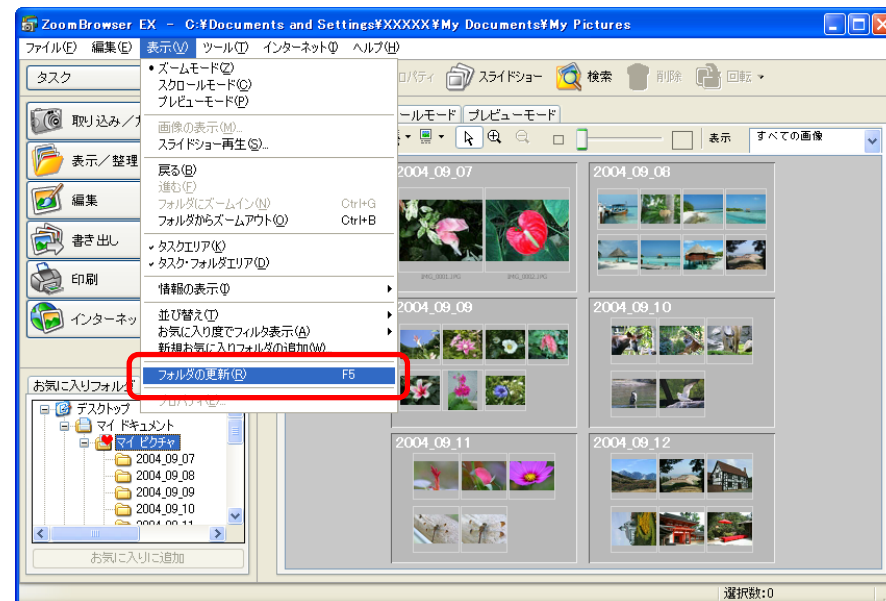 ZoomBrowser EX - C:¥Documents and Settings¥XXXXX¥My Documents¥My Pictures
ファイル(F) 編集(E) 表示(V) ツール(T) インターネット(I) ヘルプ(H)
タスク
ロパティ スライドショー 検索 削除 回転
取り込み/
表示/整理
編集
書き出し
印刷
インターネッ
• ズームモード(Z)
スクロールモード(C)
プレビューモード(P)
画像の表示(M)...
スライドショー再生(S)...
戻る(B)
進む(F)
フォルダにズームイン(N) Ctrl+G
フォルダからズームアウト(O) Ctrl+B
✓ タスクエリア(K)
✓ タスク・フォルダエリア(D)
情報の表示(I)
並び替え(T)
お気に入り度でフィルタ表示(A)
新規お気に入りフォルダの追加(W)
フォルダの更新(R) F5
プロパティ(E)...
ールモード プレビューモード
表示 すべての画像
2004_09_07
IMG_0001.JPG IMG_0002.JPG
2004_09_08
2004_09_09
2004_09_10
2004_09_11
2004_09_12
お気に入りフォルダ
デスクトップ
マイ ドキュメント
マイ ピクチャ
2004_09_07
2004_09_08
2004_09_09
2004_09_10
2004_09_11
お気に入りに追加
選択数:0